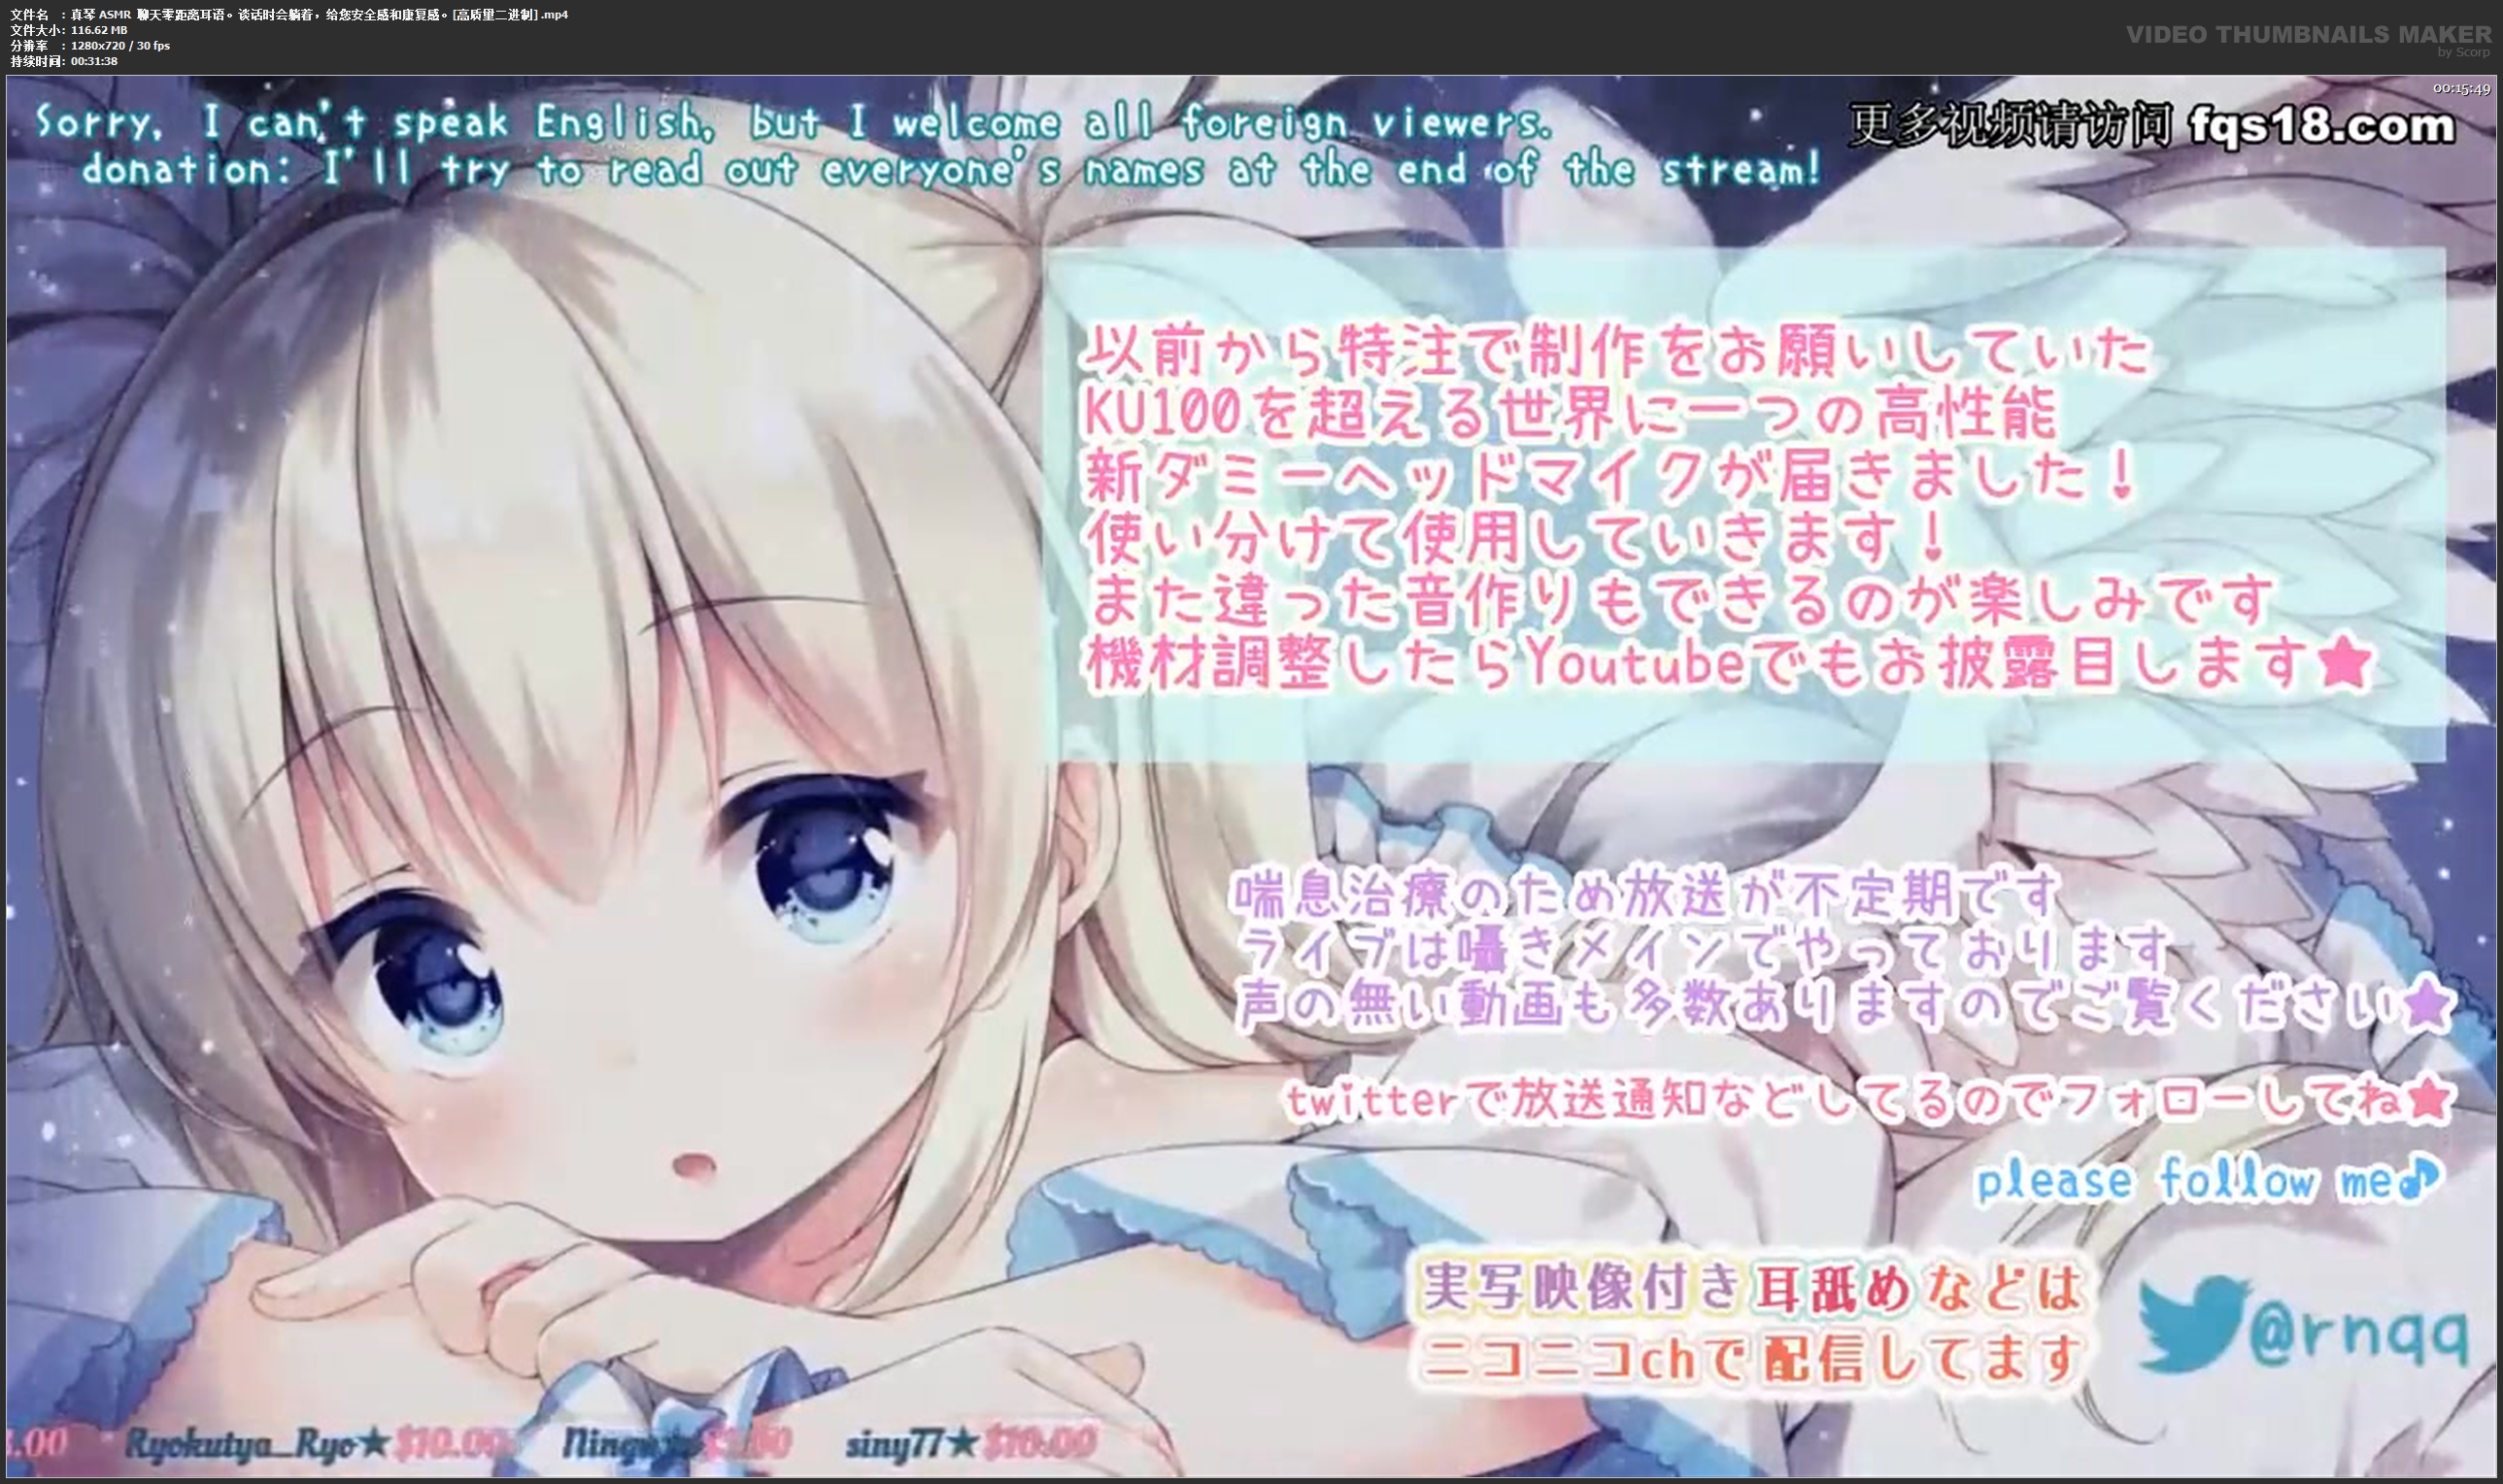 文件名 : 真琴 ASMR 聊天零距离耳语。谈话时会躺着，给您安全感和康复感。[高质量二进制].mp4
文件大小: 116.62 MB
分辨率 : 1280x720 / 30 fps
持续时间: 00:31:38
VIDEO THUMBNAILS MAKER
by Scorp
00:15:49
Sorry, I can't speak English, but I welcome all foreign viewers.
donation: I'll try to read out everyone's names at the end of the stream!
更多视频请访问 fqs18.com
以前から特注で制作をお願いしていた
KU100を超える世界に一つの高性能
新ダミーヘッドマイクが届きました！
使い分けて使用していきます！
また違った音作りもできるのが楽しみです
機材調整したらYoutubeでもお披露目します★
喘息治療のため放送が不定期です
ライブは囁きメインでやっております
声の無い動画も多数ありますのでご覧ください★
twitterで放送通知などしてるのでフォローしてね★
please follow me♪
実写映像付き耳舐めなどは
ニコニコchで配信してます
@rnqq
.00 Ryokutya_Ryo★$10.00 siny77★$10.00